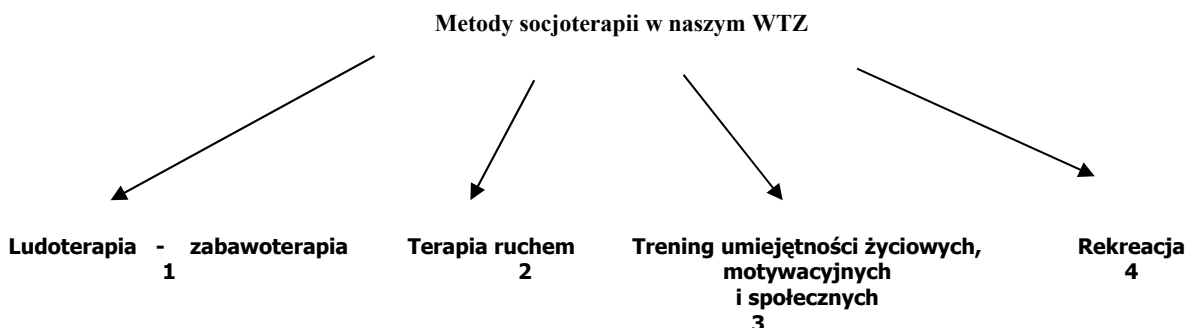 Metody socjoterapii w naszym WTZ
Ludoterapia - zabawoterapia
1
Terapia ruchem
2
Trening umiejętności życiowych,
motywacyjnych
i społecznych
3
Rekreacja
4